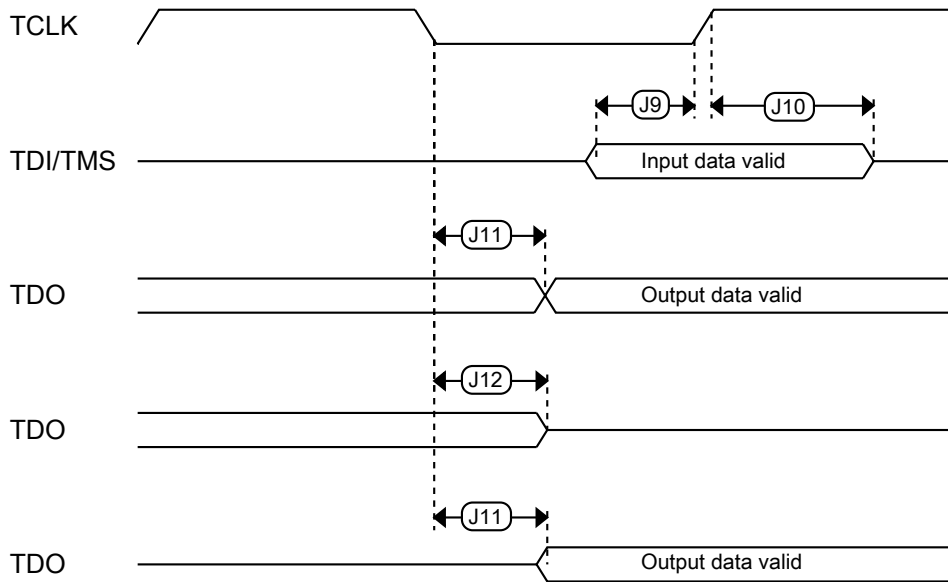 TCLK
J9
J10
TDI/TMS
Input data valid
J11
TDO
Output data valid
J12
TDO
J11
TDO
Output data valid